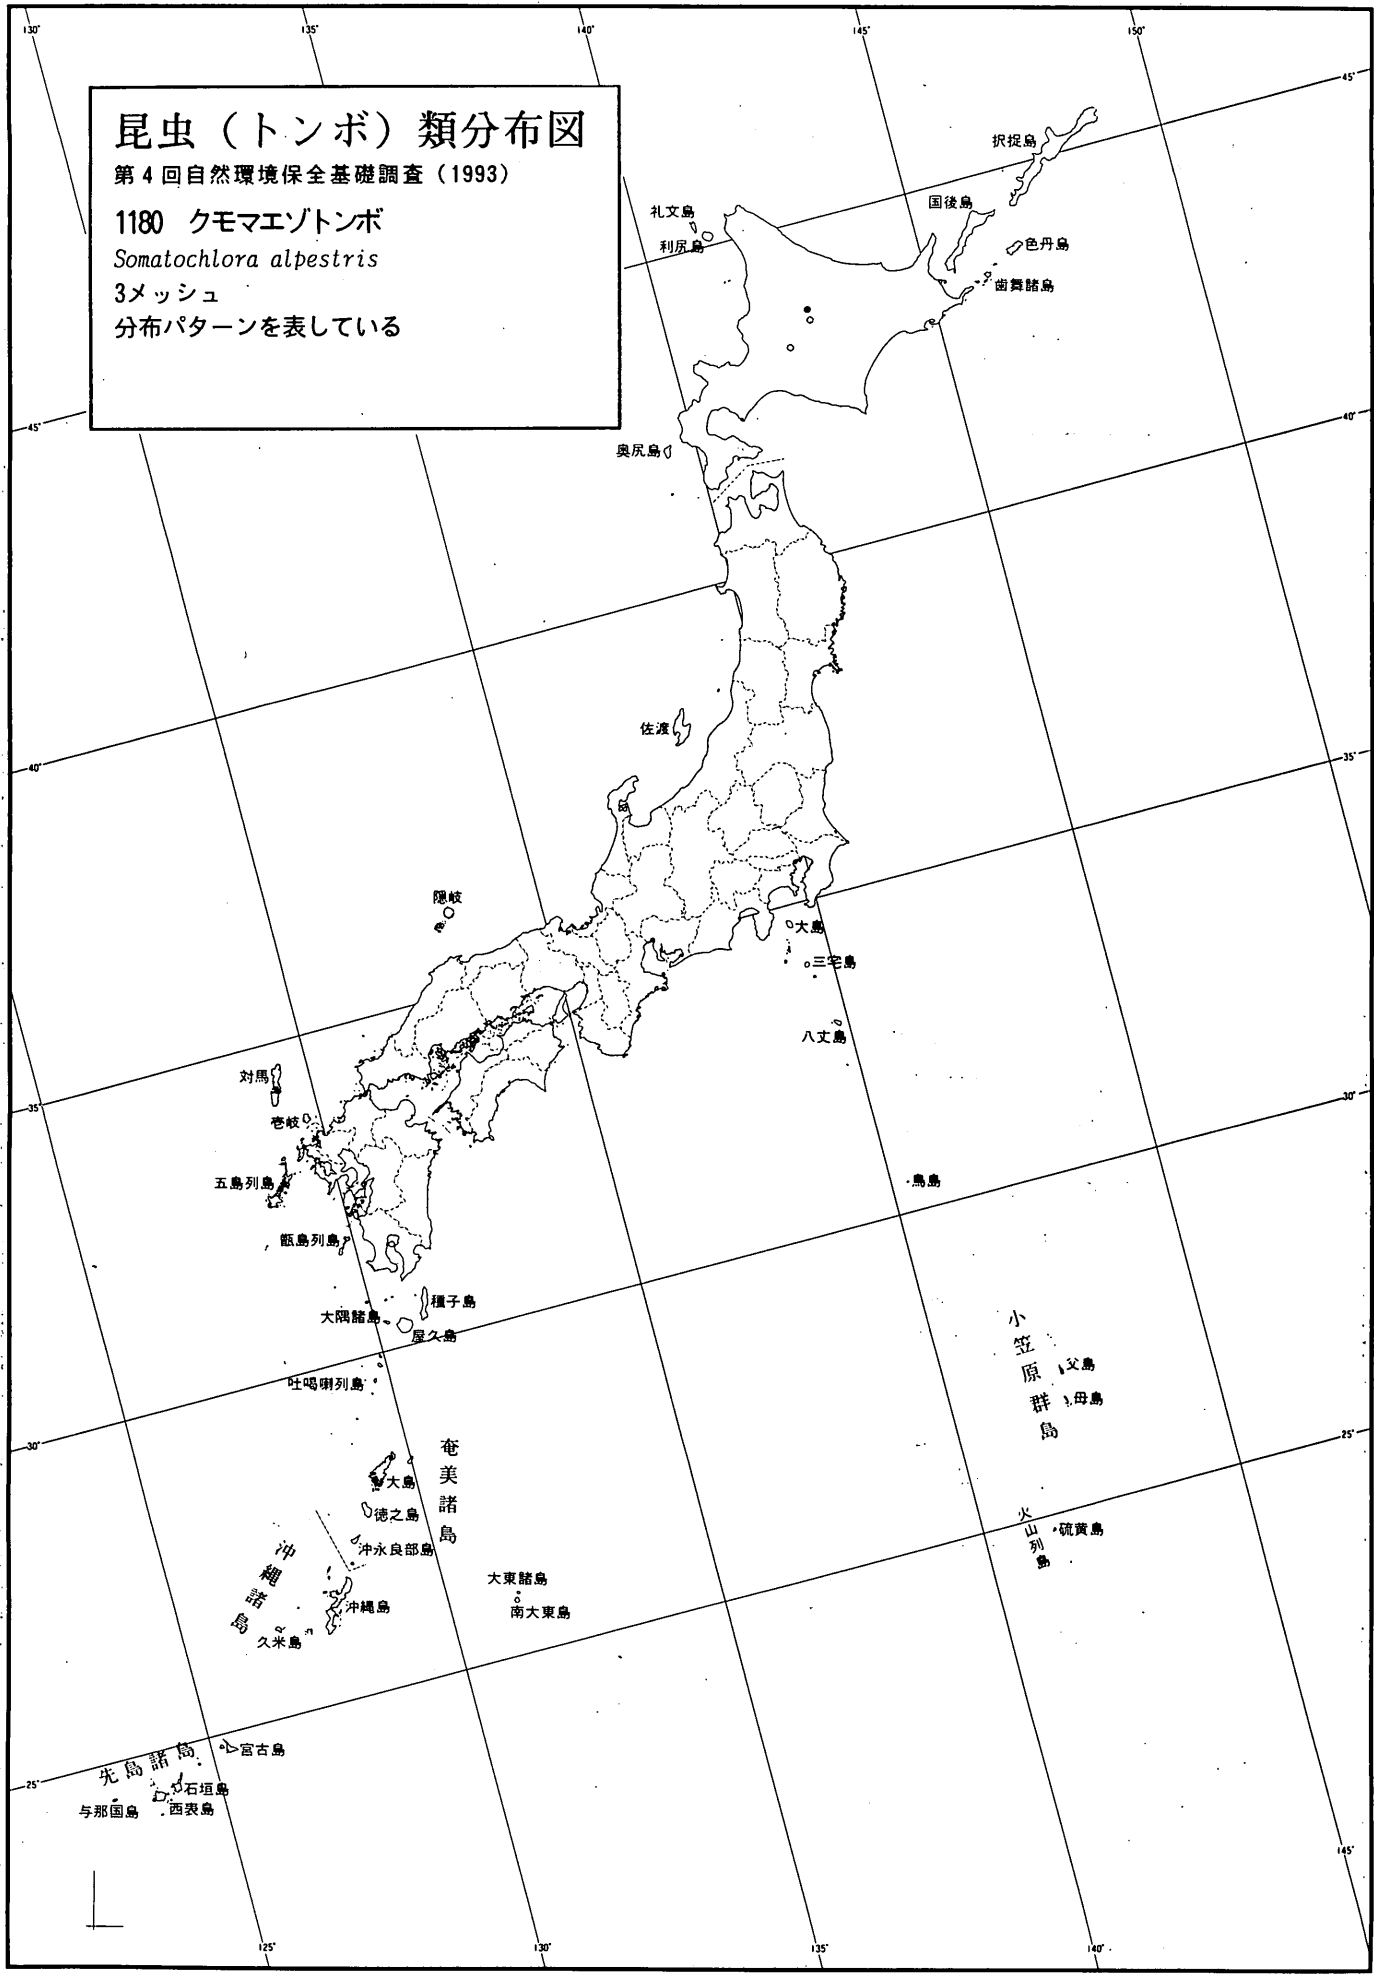 130°
135°
140°
145°
150°
45°
昆虫（トンボ）類分布図
第4回自然環境保全基礎調査（1993）
1180 クモマエゾトンボ
Somatochlora alpestris
3メッシュ
分布パターンを表している
択捉島
国後島
色丹島
歯舞諸島
礼文島
利尻島
奥尻島
45°
40°
佐渡
40°
35°
隠岐
大島
三宅島
八丈島
対馬
壱岐
35°
30°
五島列島
甑島列島
鳥島
種子島
大隅諸島
屋久島
吐噶喇列島
小笠原群島
父島
母島
30°
25°
奄美諸島
大島
徳之島
沖永良部島
火山列島
硫黄島
沖縄諸島
沖縄島
久米島
大東諸島
南大東島
先島諸島
宮古島
25°
石垣島
与那国島
西表島
145°
125°
130°
135°
140°